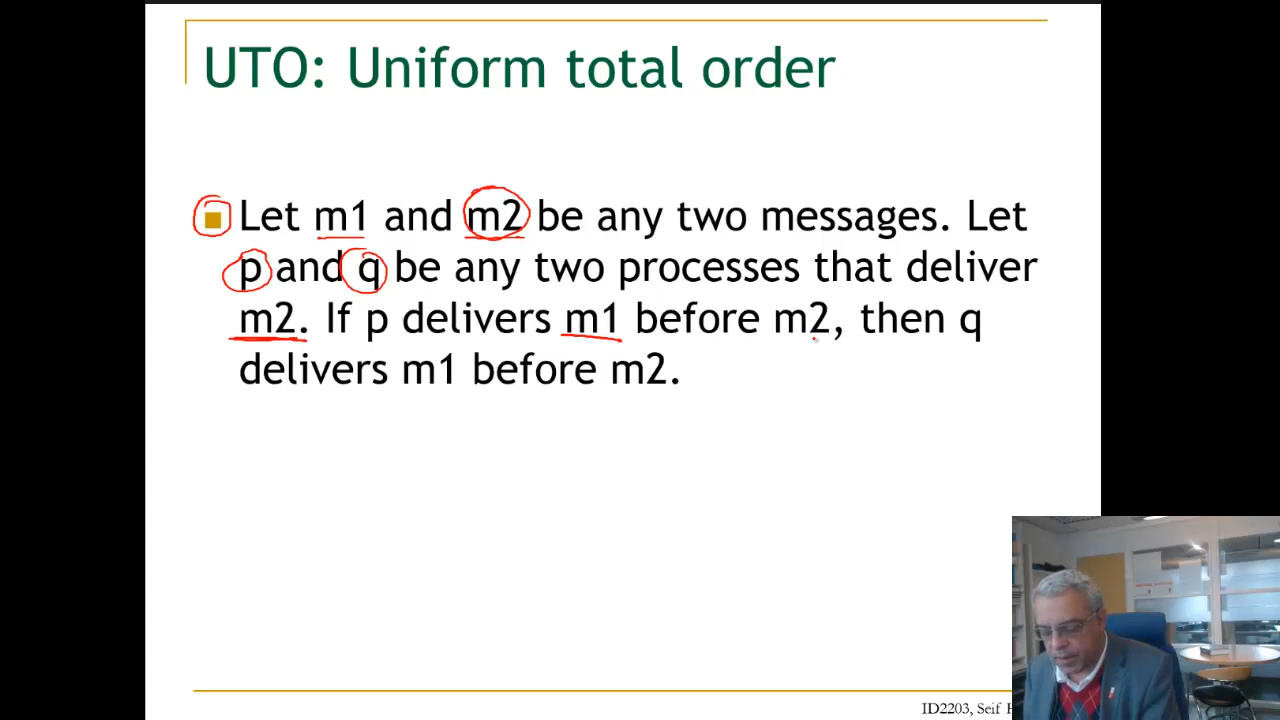 UTO: Uniform total order
Let m1 and m2 be any two messages. Let
p and q be any two processes that deliver
m2. If p delivers m1 before m2, then q
delivers m1 before m2.
ID2203, Seif